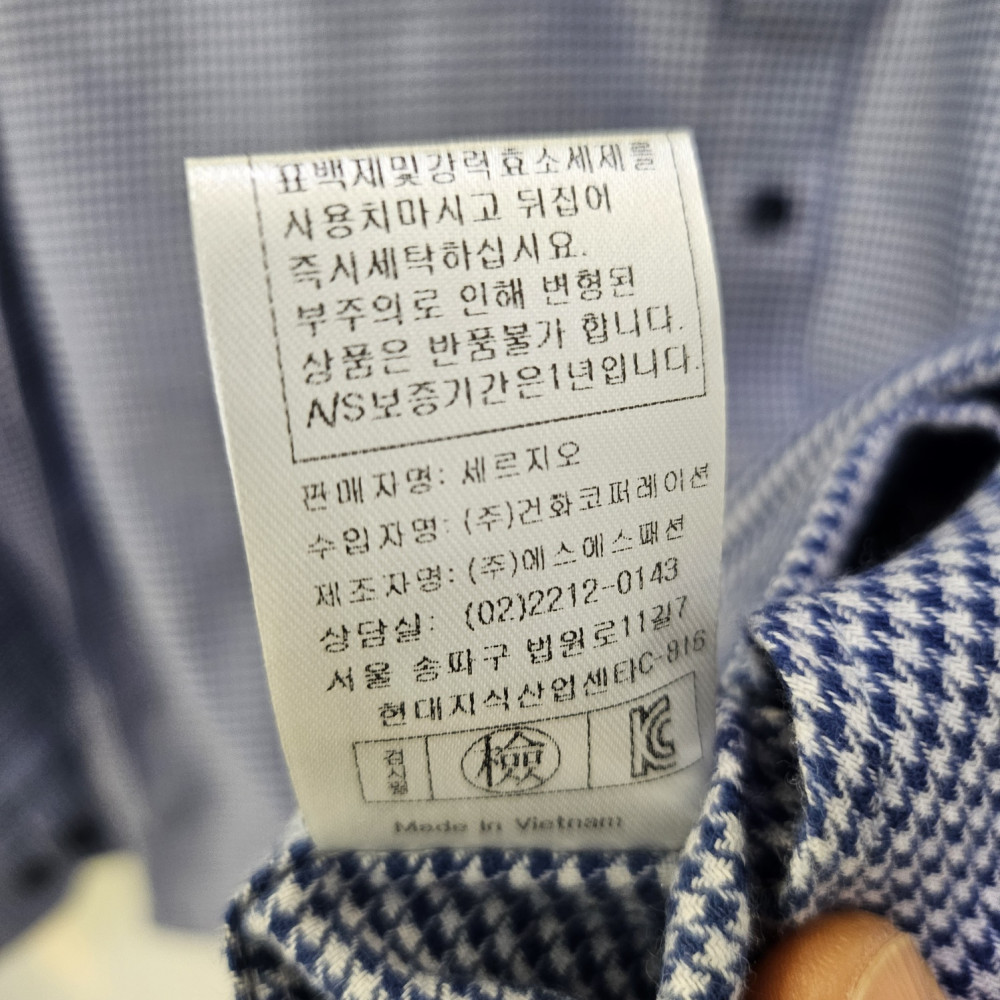 표백제및강력효소세제를
사용치마시고 뒤집어
즉시세탁하십시요.
부주의로 인해 변형된
상품은 반품불가 합니다.
A/S보증기간은1년입니다.
판매자명: 세르지오
수입자명: (주)건화코퍼레이션
제조자명: (주)에스에스패션
상담실: (02)2212-0143
서울 송파구 법원로11길7
현대지식산업센터C-816
검사필 檢 KC
Made in Vietnam